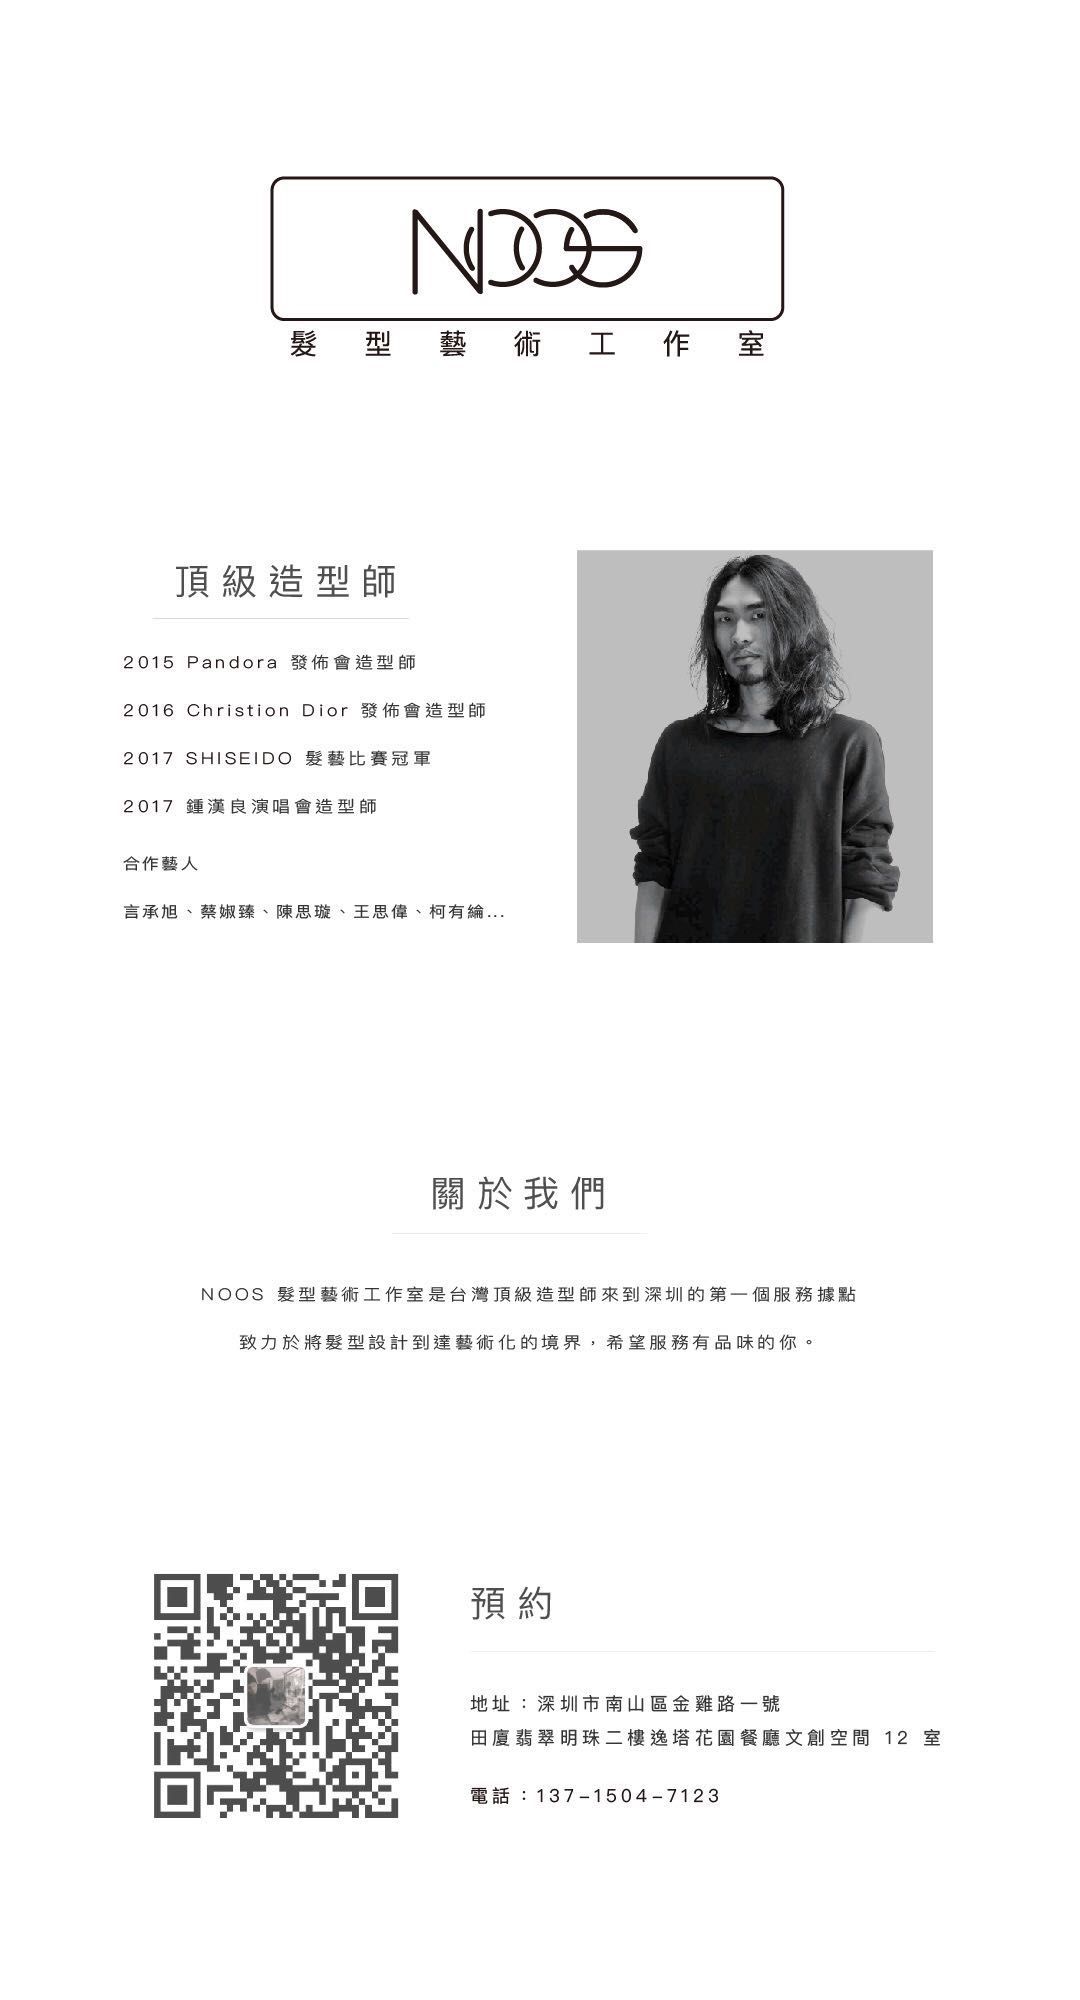 NOOS
髮型藝術工作室
頂級造型師
2015 Pandora 發佈會造型師
2016 Christion Dior 發佈會造型師
2017 SHISEIDO 髮藝比賽冠軍
2017 鍾漢良演唱會造型師
合作藝人
言承旭、蔡淑臻、陳思璇、王思偉、柯有綸...
關於我們
NOOS 髮型藝術工作室是台灣頂級造型師來到深圳的第一個服務據點
致力於將髮型設計到達藝術化的境界，希望服務有品味的你。
預約
地址：深圳市南山區金雞路一號
田廈翡翠明珠二樓逸塔花園餐廳文創空間 12 室
電話：137-1504-7123